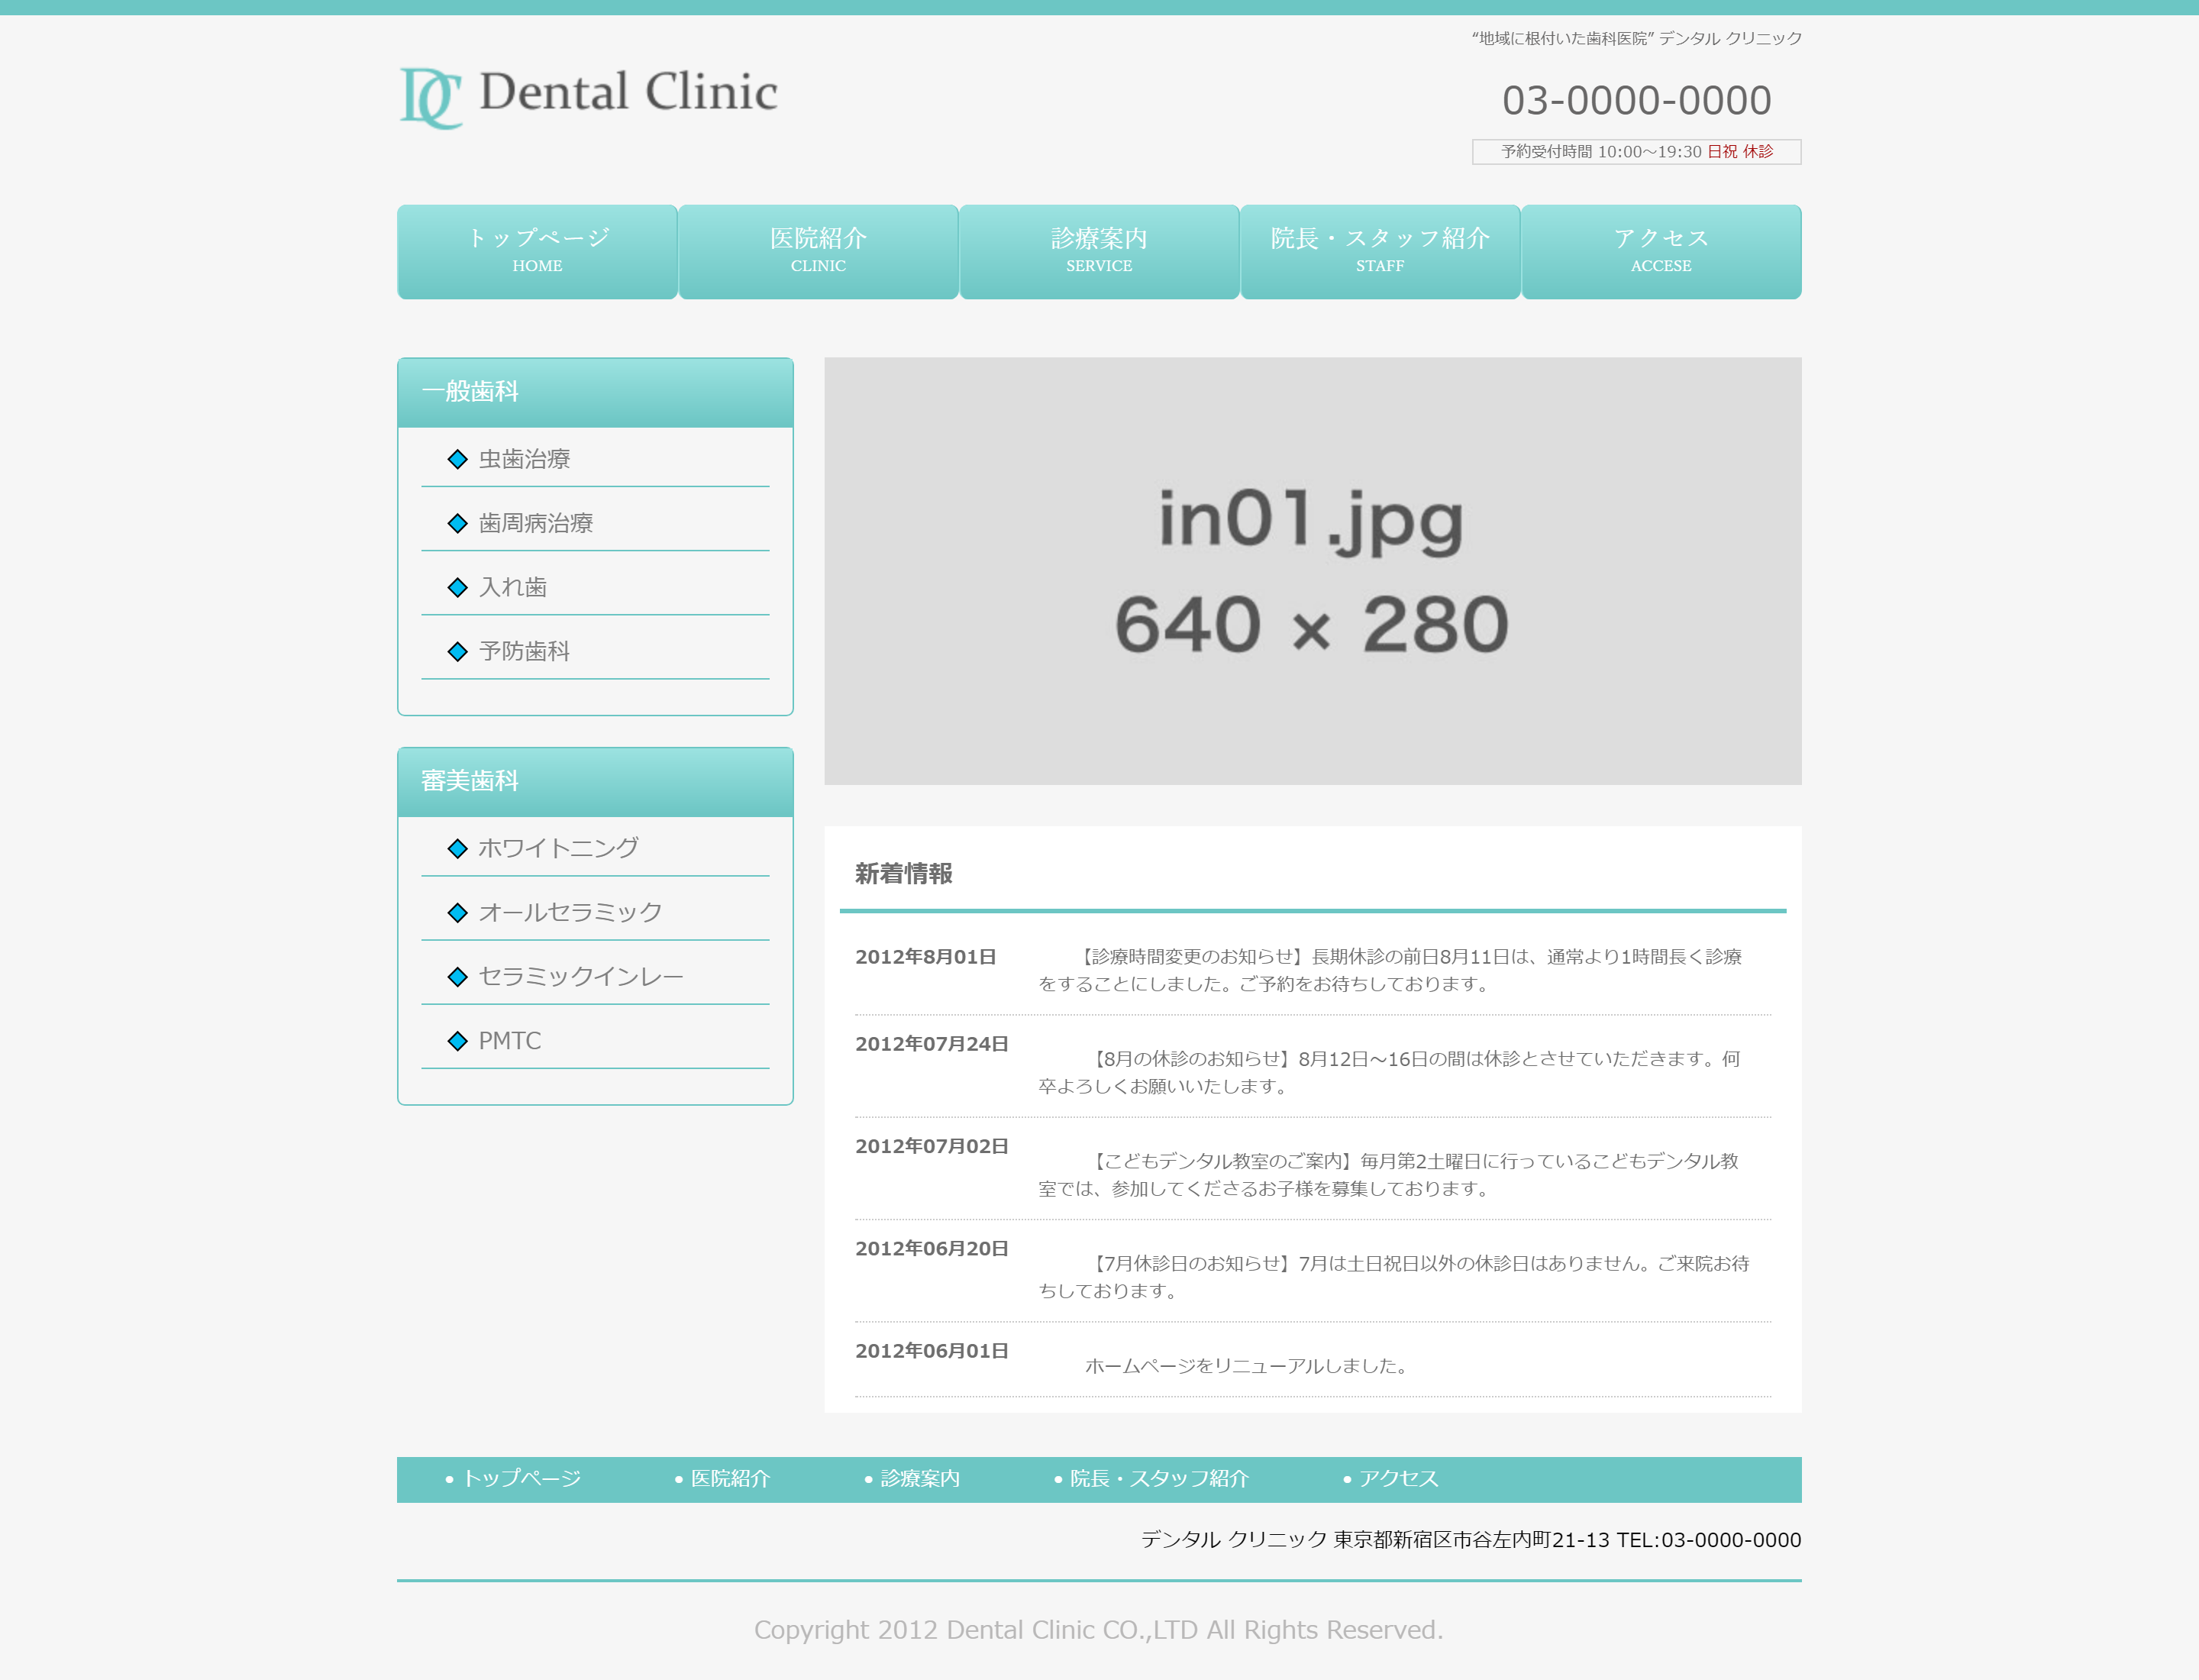 “地域に根付いた歯科医院” デンタル クリニック
DC Dental Clinic
03-0000-0000
予約受付時間 10:00～19:30 日祝 休診
トップページ 医院紹介 診療案内 院長・スタッフ紹介 アクセス
HOME CLINIC SERVICE STAFF ACCESE
一般歯科
虫歯治療
歯周病治療
入れ歯
予防歯科
審美歯科
ホワイトニング
オールセラミック
セラミックインレー
PMTC
in01.jpg
640 × 280
新着情報
2012年8月01日 【診療時間変更のお知らせ】長期休診の前日8月11日は、通常より1時間長く診療
をすることにしました。ご予約をお待ちしております。
2012年07月24日
【8月の休診のお知らせ】8月12日～16日の間は休診とさせていただきます。何
卒よろしくお願いいたします。
2012年07月02日
【こどもデンタル教室のご案内】毎月第2土曜日に行っているこどもデンタル教
室では、参加してくださるお子様を募集しております。
2012年06月20日
【7月休診日のお知らせ】7月は土日祝日以外の休診日はありません。ご来院お待
ちしております。
2012年06月01日
ホームページをリニューアルしました。
• トップページ • 医院紹介 • 診療案内 • 院長・スタッフ紹介 • アクセス
デンタル クリニック 東京都新宿区市谷左内町21-13 TEL:03-0000-0000
Copyright 2012 Dental Clinic CO.,LTD All Rights Reserved.